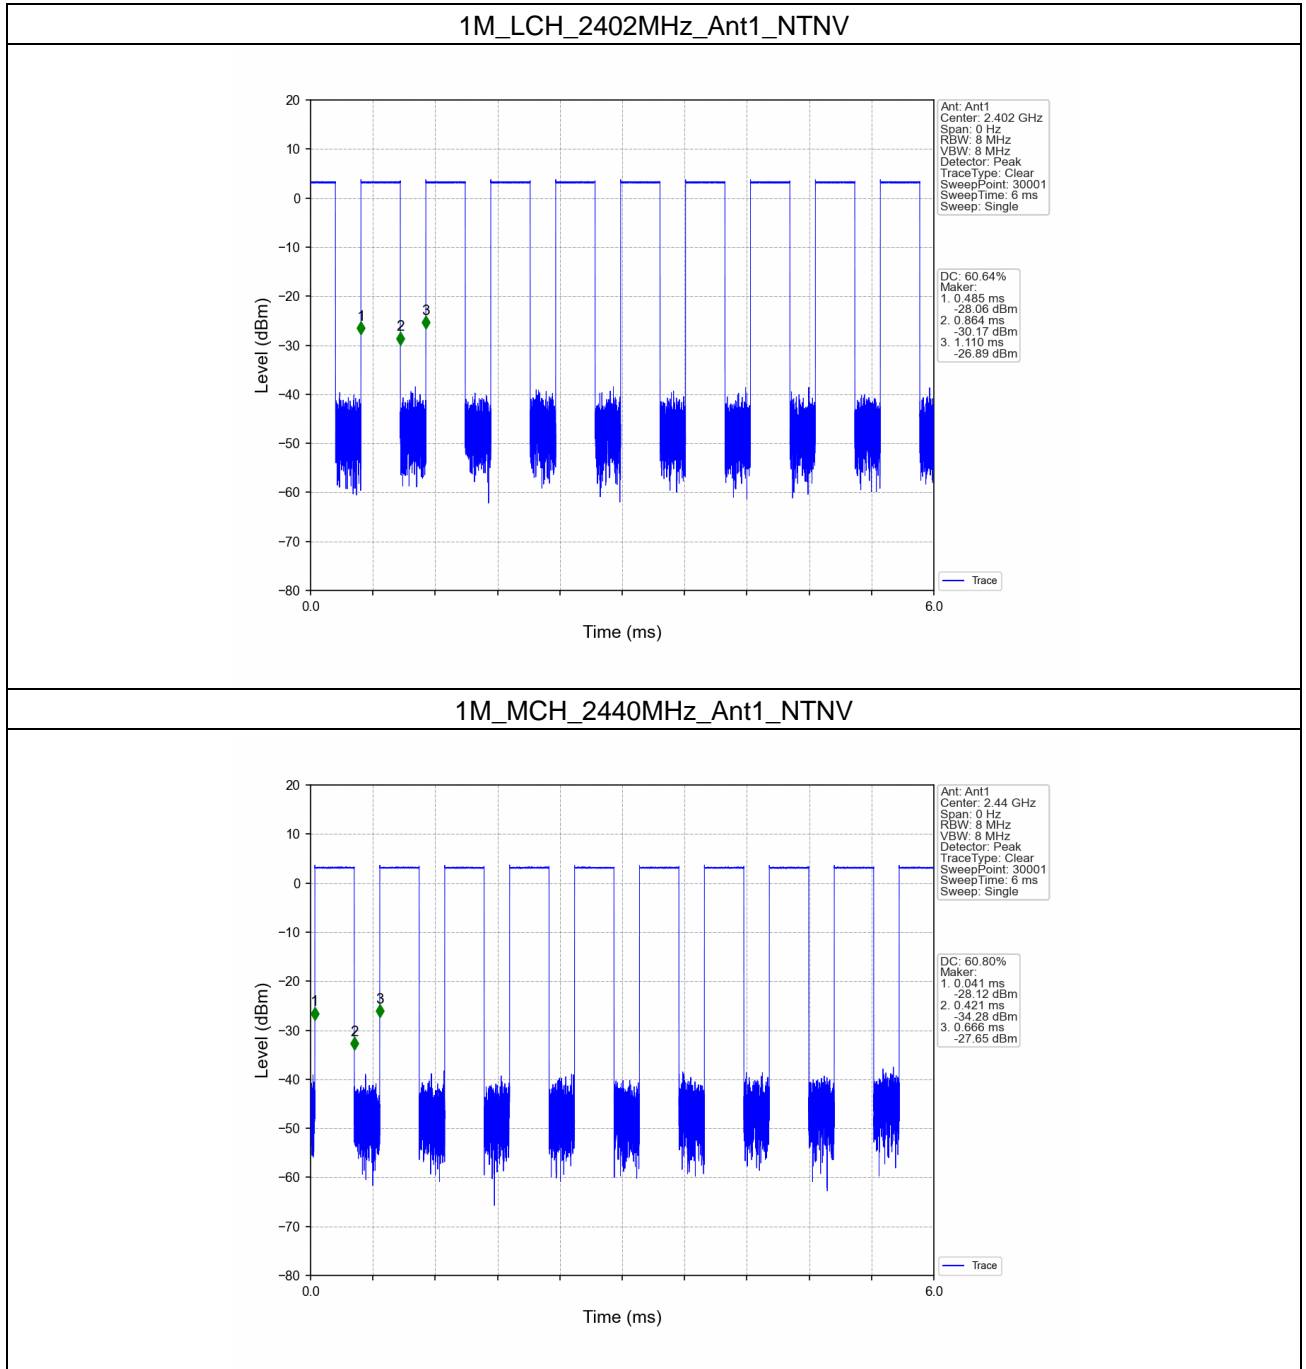 1M_LCH_2402MHz_Ant1_NTNV
20
10
0
−10
−20
−30
−40
−50
−60
−70
−80
Level (dBm)
1
2
3
0.0
6.0
Time (ms)
Ant: Ant1
Center: 2.402 GHz
Span: 0 Hz
RBW: 8 MHz
VBW: 8 MHz
Detector: Peak
TraceType: Clear
SweepPoint: 30001
SweepTime: 6 ms
Sweep: Single
DC: 60.64%
Maker:
1. 0.485 ms
-28.06 dBm
2. 0.864 ms
-30.17 dBm
3. 1.110 ms
-26.89 dBm
Trace
1M_MCH_2440MHz_Ant1_NTNV
20
10
0
−10
−20
−30
−40
−50
−60
−70
−80
Level (dBm)
1
2
3
0.0
6.0
Time (ms)
Ant: Ant1
Center: 2.44 GHz
Span: 0 Hz
RBW: 8 MHz
VBW: 8 MHz
Detector: Peak
TraceType: Clear
SweepPoint: 30001
SweepTime: 6 ms
Sweep: Single
DC: 60.80%
Maker:
1. 0.041 ms
-28.12 dBm
2. 0.421 ms
-34.28 dBm
3. 0.666 ms
-27.65 dBm
Trace